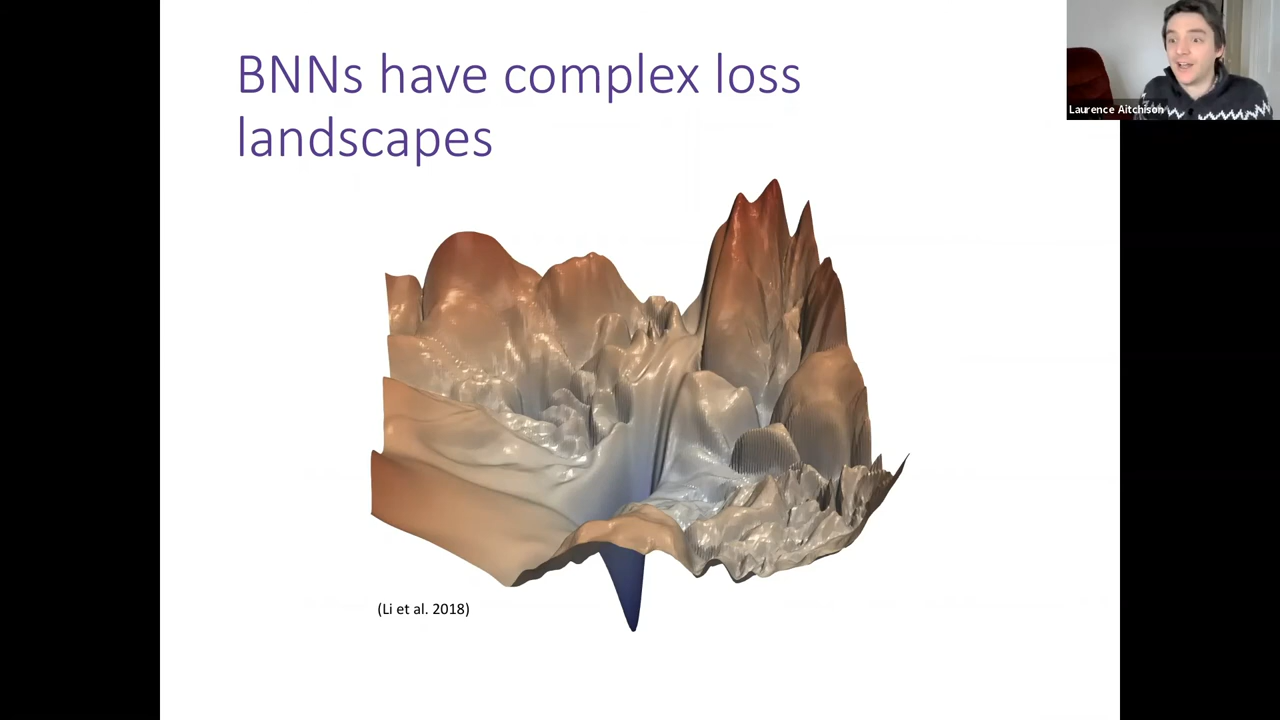 BNNs have complex loss
landscapes
Laurence Aitchison
(Li et al. 2018)